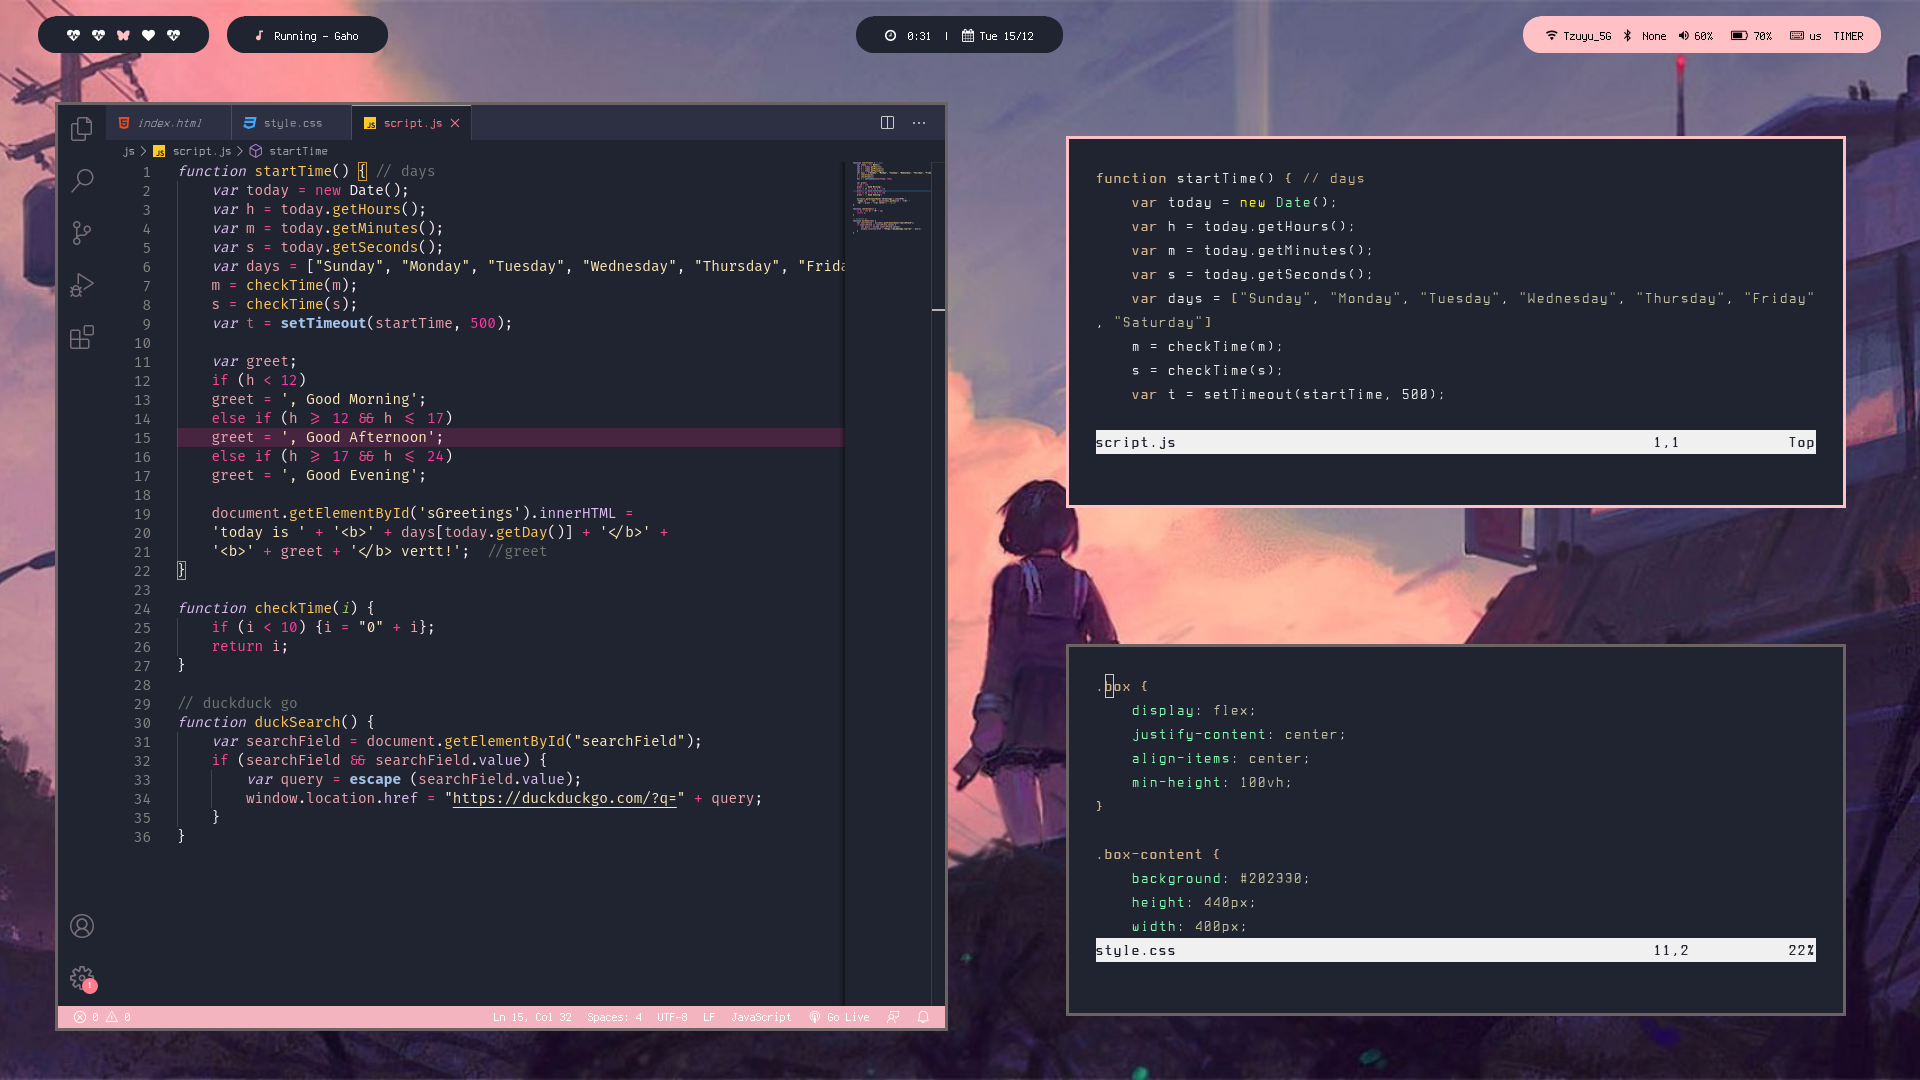 Running - Gaho
0:31 | Tue 15/12
Tzuyu_5G None 60% 70% us TIMER
index.html style.css script.js
js > script.js > startTime
1 function startTime() { // days
2 var today = new Date();
3 var h = today.getHours();
4 var m = today.getMinutes();
5 var s = today.getSeconds();
6 var days = ["Sunday", "Monday", "Tuesday", "Wednesday", "Thursday", "Frida
7 m = checkTime(m);
8 s = checkTime(s);
9 var t = setTimeout(startTime, 500);
10
11 var greet;
12 if (h < 12)
13 greet = ', Good Morning';
14 else if (h >= 12 && h <= 17)
15 greet = ', Good Afternoon';
16 else if (h >= 17 && h <= 24)
17 greet = ', Good Evening';
18
19 document.getElementById('sGreetings').innerHTML =
20 'today is ' + '<b>' + days[today.getDay()] + '</b>' +
21 '<b>' + greet + '</b> vertt!'; //greet
22 }
23
24 function checkTime(i) {
25 if (i < 10) {i = "0" + i};
26 return i;
27 }
28
29 // duckduck go
30 function duckSearch() {
31 var searchField = document.getElementById("searchField");
32 if (searchField && searchField.value) {
33 var query = escape (searchField.value);
34 window.location.href = "https://duckduckgo.com/?q=" + query;
35 }
36 }
1
0 0 Ln 15, Col 32 Spaces: 4 UTF-8 LF JavaScript Go Live
function startTime() { // days
var today = new Date();
var h = today.getHours();
var m = today.getMinutes();
var s = today.getSeconds();
var days = ["Sunday", "Monday", "Tuesday", "Wednesday", "Thursday", "Friday"
, "Saturday"]
m = checkTime(m);
s = checkTime(s);
var t = setTimeout(startTime, 500);
script.js 1,1 Top
.box {
display: flex;
justify-content: center;
align-items: center;
min-height: 100vh;
}
.box-content {
background: #202330;
height: 440px;
width: 400px;
style.css 11,2 22%